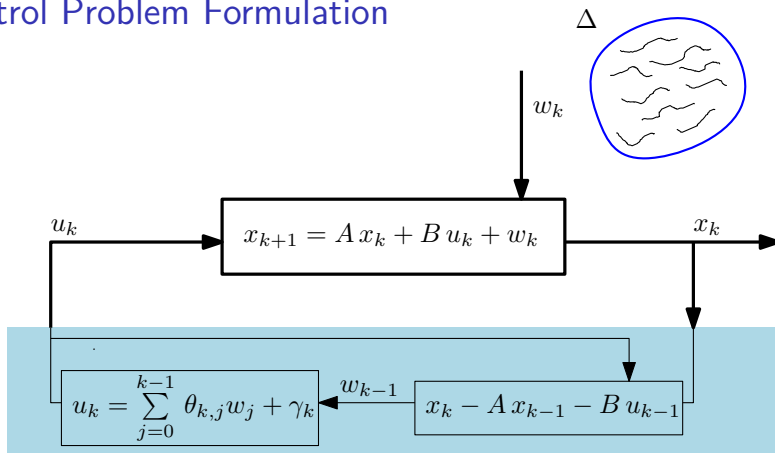 trol Problem Formulation
Δ
w_k
u_k
x_{k+1} = A x_k + B u_k + w_k
x_k
u_k = \sum_{j=0}^{k-1} θ_{k,j} w_j + γ_k
w_{k-1}
x_k - A x_{k-1} - B u_{k-1}